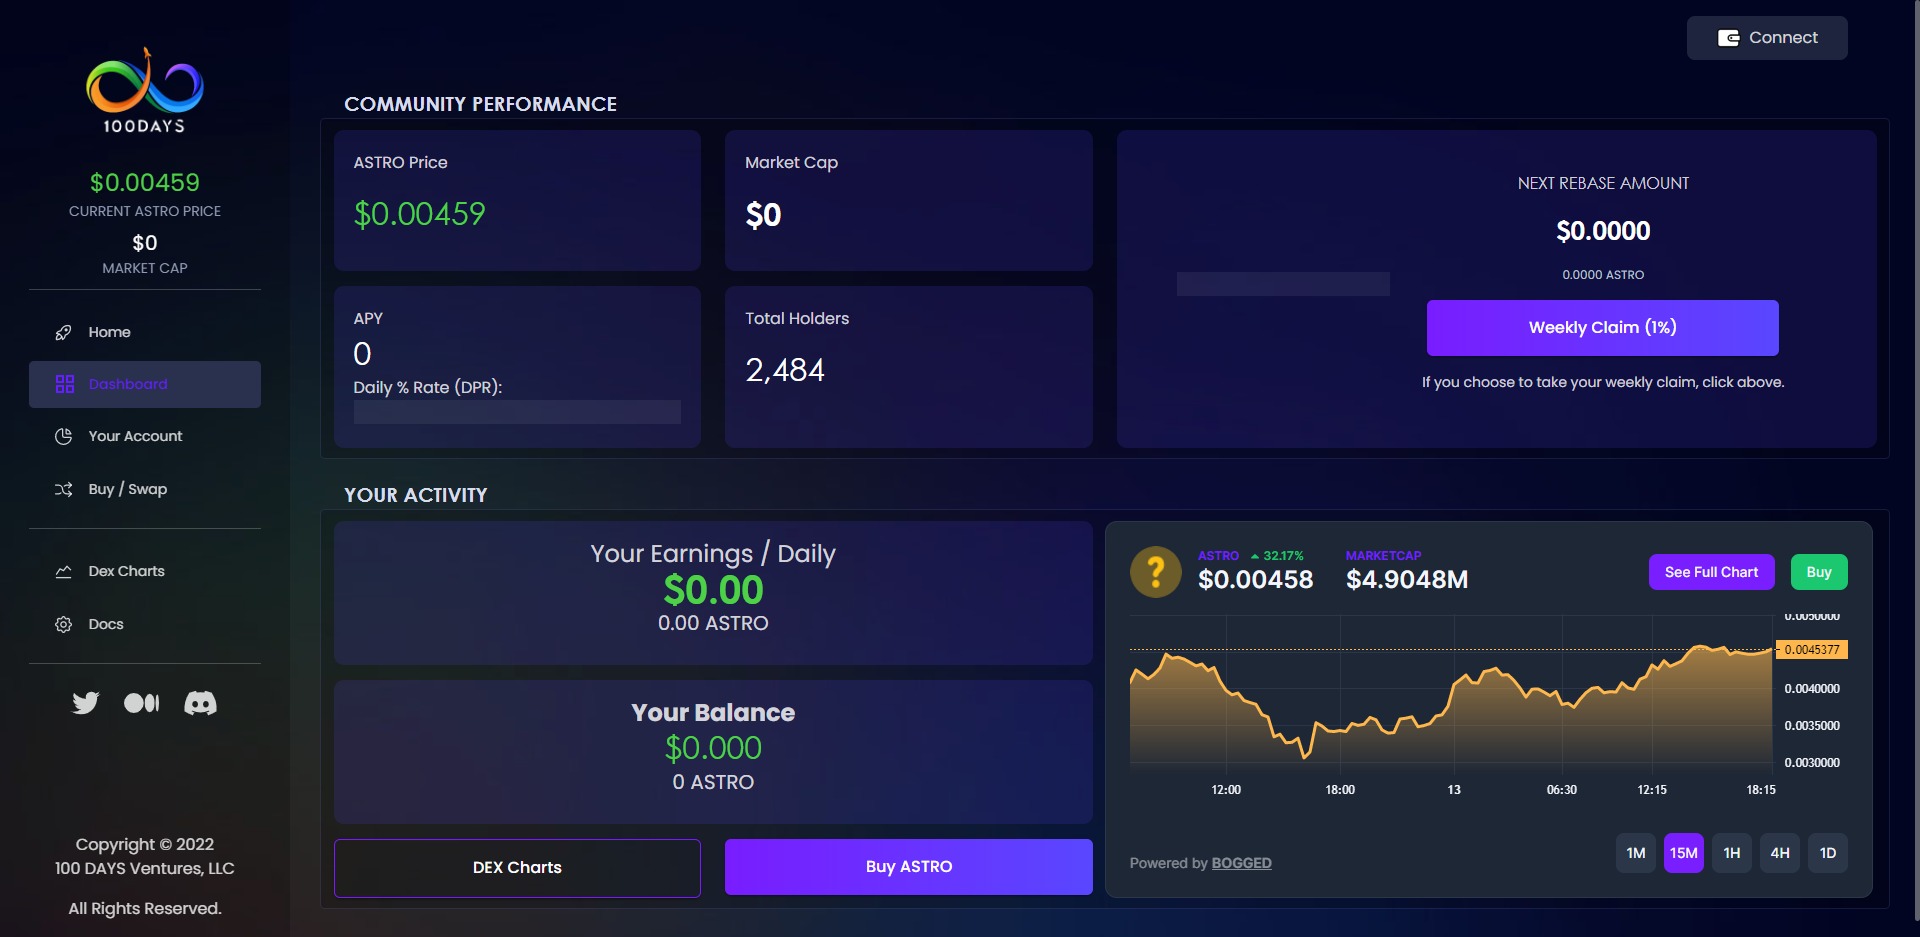 100DAYS
$0.00459
CURRENT ASTRO PRICE
$0
MARKET CAP
Home
Dashboard
Your Account
Buy / Swap
Dex Charts
Docs
Copyright © 2022
100 DAYS Ventures, LLC
All Rights Reserved.
Connect
COMMUNITY PERFORMANCE
ASTRO Price
$0.00459
Market Cap
$0
APY
0
Daily % Rate (DPR):
Total Holders
2,484
NEXT REBASE AMOUNT
$0.0000
0.0000 ASTRO
Weekly Claim (1%)
If you choose to take your weekly claim, click above.
YOUR ACTIVITY
Your Earnings / Daily
$0.00
0.00 ASTRO
Your Balance
$0.000
0 ASTRO
DEX Charts
Buy ASTRO
?
ASTRO 32.17%
$0.00458
MARKETCAP
$4.9048M
See Full Chart
Buy
0.0050000
0.0045377
0.0040000
0.0035000
0.0030000
12:00 18:00 13 06:30 12:15 18:15
Powered by BOGGED
1M 15M 1H 4H 1D